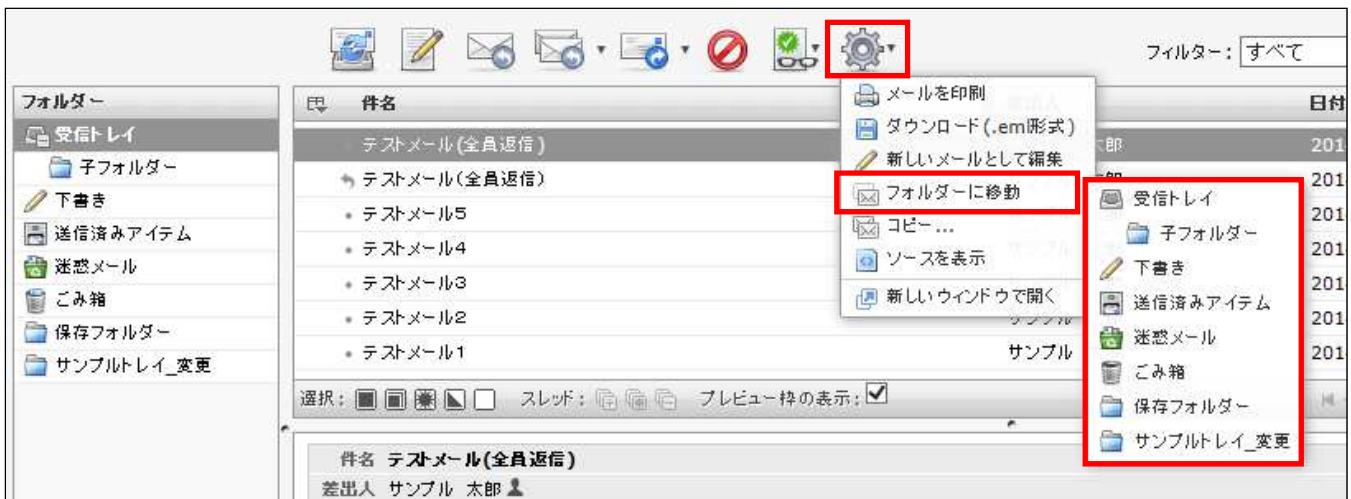 フィルター: すべて
フォルダー
受信トレイ
子フォルダー
下書き
送信済みアイテム
迷惑メール
ごみ箱
保存フォルダー
サンプルトレイ_変更
件名
日付
テストメール(全員返信)
201
テストメール(全員返信)
201
テストメール5
201
テストメール4
201
テストメール3
201
テストメール2
サンプル
201
テストメール1
サンプル
201
メールを印刷
ダウンロード(.eml形式)
新しいメールとして編集
フォルダーに移動
コピー...
ソースを表示
新しいウィンドウで開く
受信トレイ
子フォルダー
下書き
送信済みアイテム
迷惑メール
ごみ箱
保存フォルダー
サンプルトレイ_変更
選択: スレッド: プレビュー枠の表示:
件名 テストメール(全員返信)
差出人 サンプル 太郎